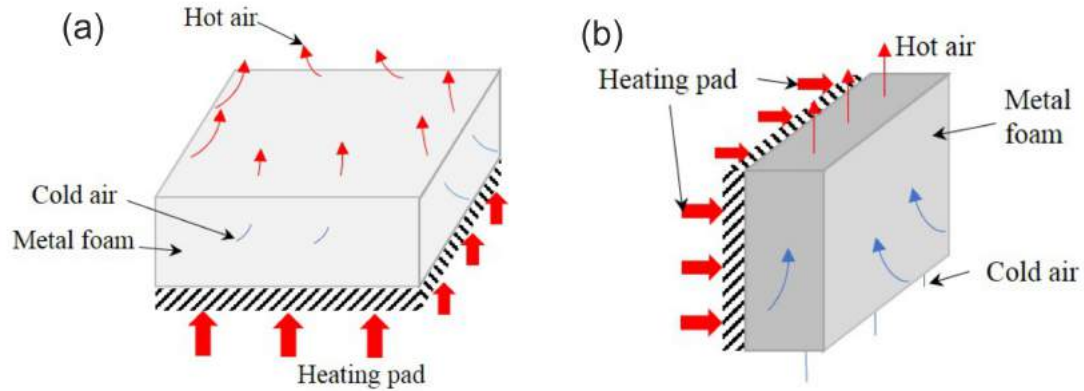 (a)
Hot air
Cold air
Metal foam
Heating pad
(b)
Hot air
Heating pad
Metal
foam
Cold air